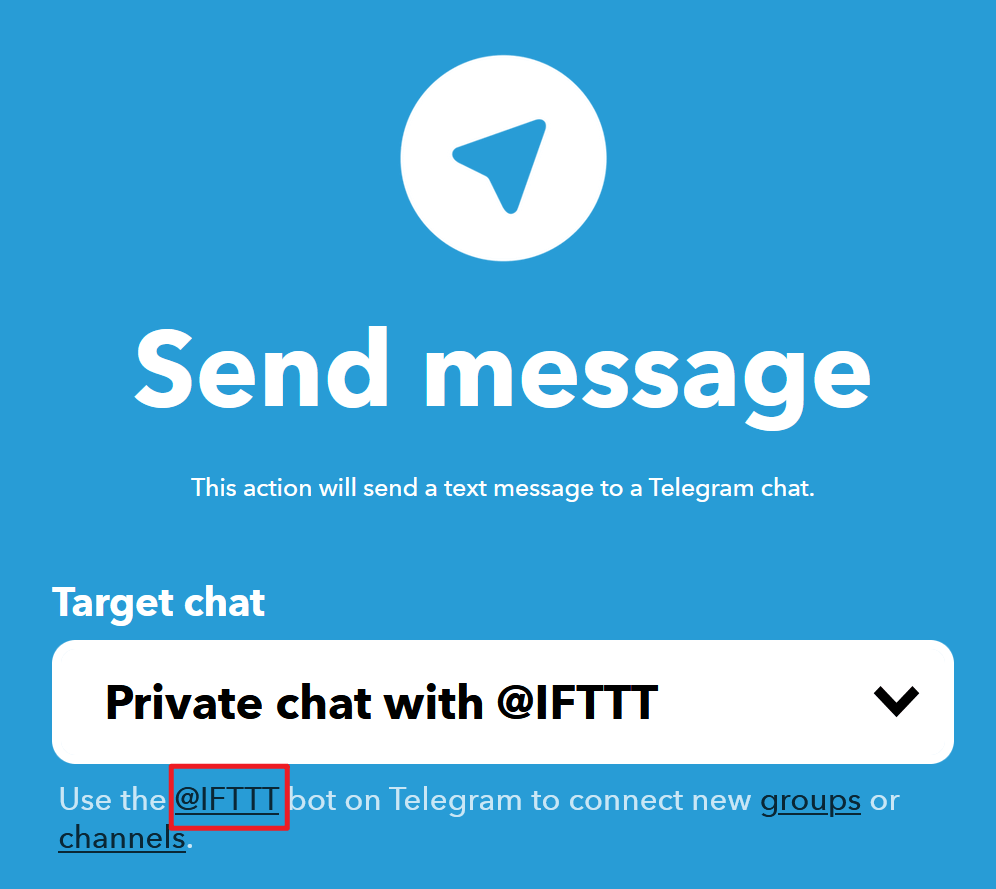 Send message
This action will send a text message to a Telegram chat.
Target chat
Private chat with @IFTTT
Use the @IFTTT bot on Telegram to connect new groups or
channels.